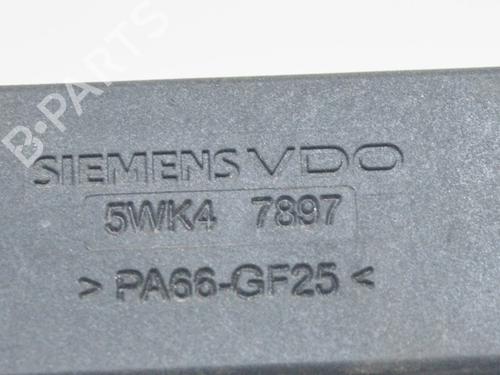 B-PARTS
SIEMENS VDO
5WK4 7897
> PA66-GF25 <